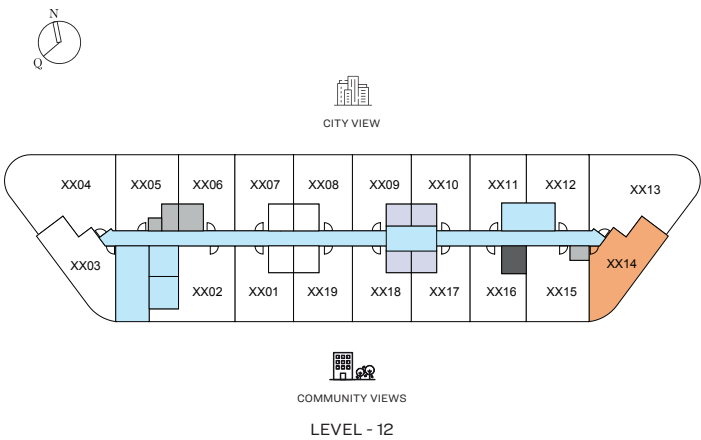 N
Q
CITY VIEW
XX04 XX05 XX06 XX07 XX08 XX09 XX10 XX11 XX12 XX13
XX03 XX02 XX01 XX19 XX18 XX17 XX16 XX15 XX14
COMMUNITY VIEWS
LEVEL - 12